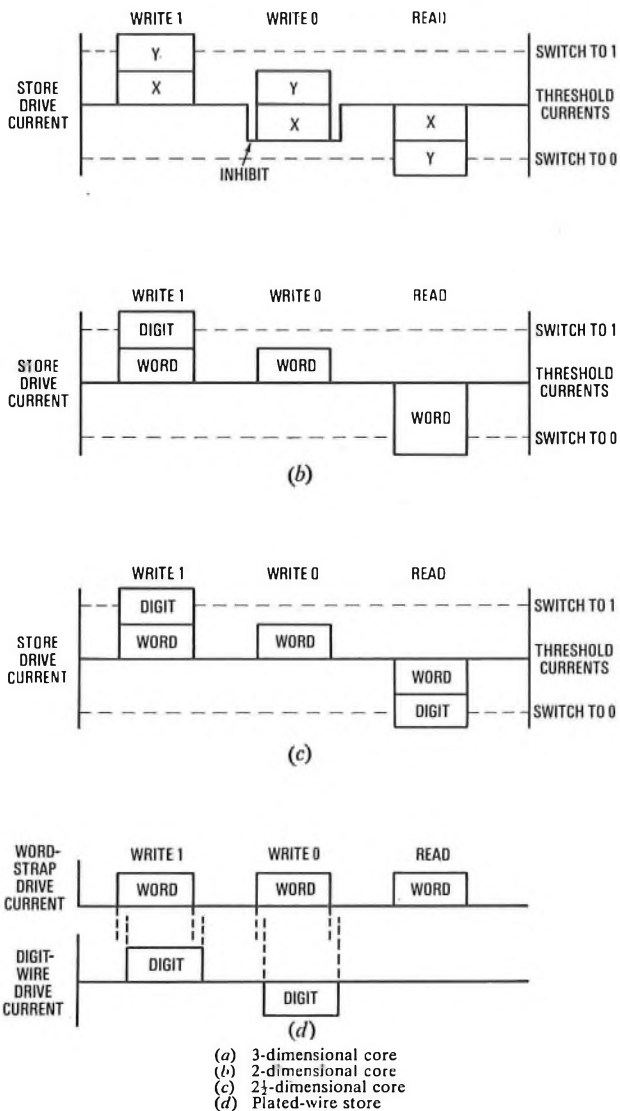 WRITE 1 WRITE 0 READ
Y
SWITCH TO 1
STORE
DRIVE
CURRENT
X
Y
X
X
Y
THRESHOLD
CURRENTS
SWITCH TO 0
INHIBIT
WRITE 1 WRITE 0 READ
DIGIT
SWITCH TO 1
STORE
DRIVE
CURRENT
WORD
WORD
WORD
THRESHOLD
CURRENTS
SWITCH TO 0
(b)
WRITE 1 WRITE 0 READ
DIGIT
SWITCH TO 1
STORE
DRIVE
CURRENT
WORD
WORD
WORD
DIGIT
THRESHOLD
CURRENTS
SWITCH TO 0
(c)
WORD-
STRAP
DRIVE
CURRENT
WRITE 1 WRITE 0 READ
WORD WORD WORD
DIGIT-
WIRE
DRIVE
CURRENT
DIGIT
DIGIT
(d)
(a) 3-dimensional core
(b) 2-dimensional core
(c) 2½-dimensional core
(d) Plated-wire store